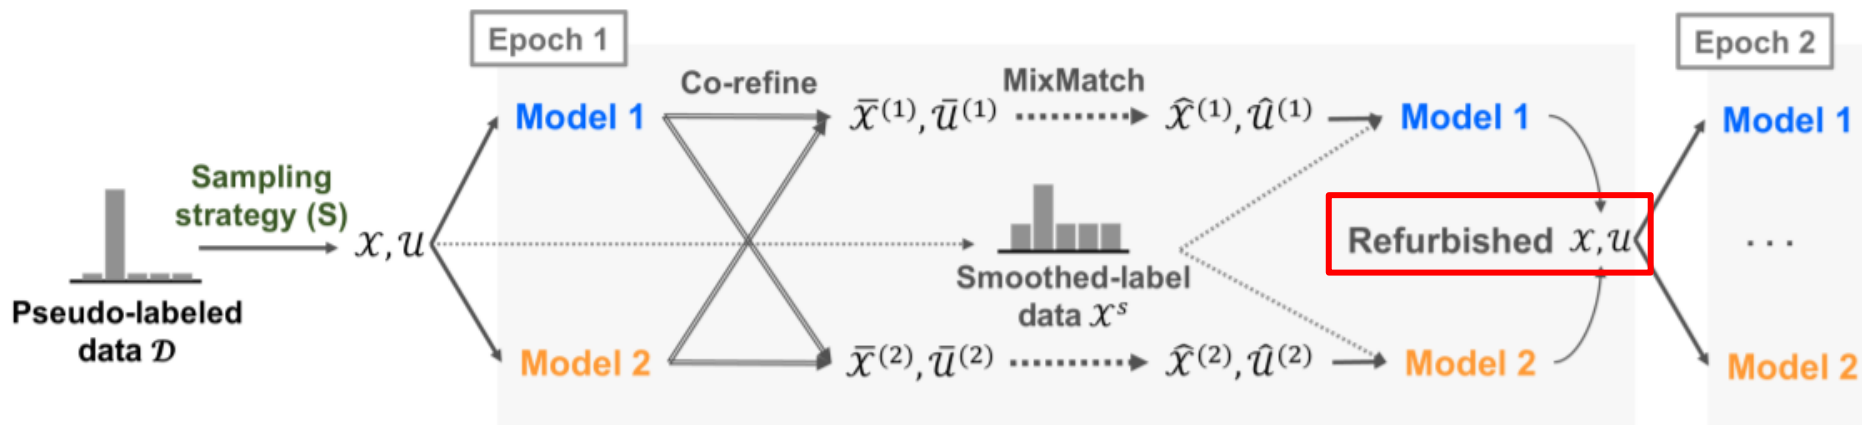 Epoch 1
Epoch 2
Co-refine
MixMatch
Model 1
𝒳̅⁽¹⁾, 𝒰̅⁽¹⁾
𝒳̂⁽¹⁾, 𝒰̂⁽¹⁾
Model 1
Model 1
Sampling
strategy (S)
𝒳, 𝒰
Pseudo-labeled
data 𝒟
Smoothed-label
data 𝒳ˢ
Refurbished 𝒳, 𝒰
...
Model 2
𝒳̅⁽²⁾, 𝒰̅⁽²⁾
𝒳̂⁽²⁾, 𝒰̂⁽²⁾
Model 2
Model 2